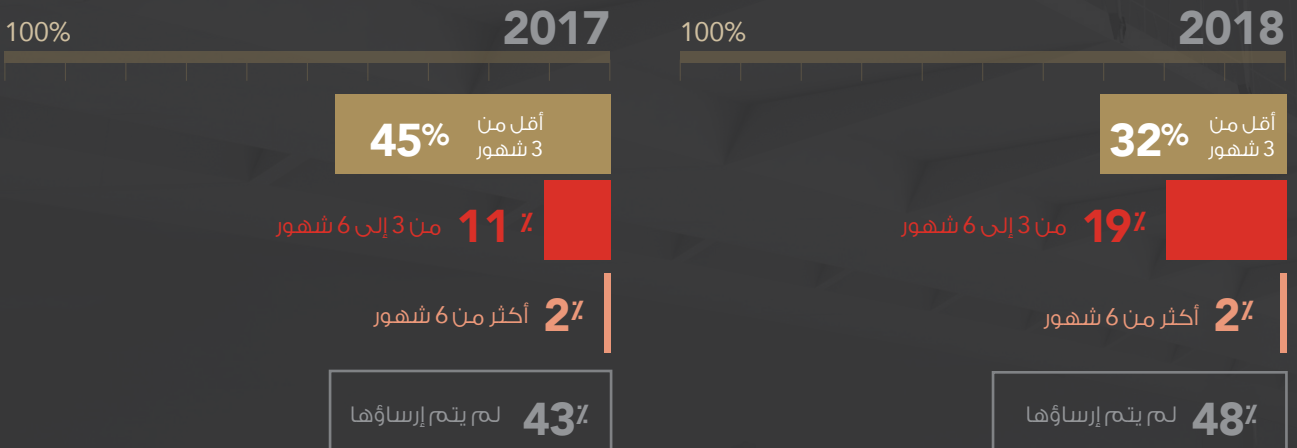 2018
100%
أقل من
3 شهور
32%
19٪ من 3 إلى 6 شهور
2٪ أكثر من 6 شهور
48٪ لم يتم إرساؤها
2017
100%
أقل من
3 شهور
45%
11٪ من 3 إلى 6 شهور
2٪ أكثر من 6 شهور
43٪ لم يتم إرساؤها